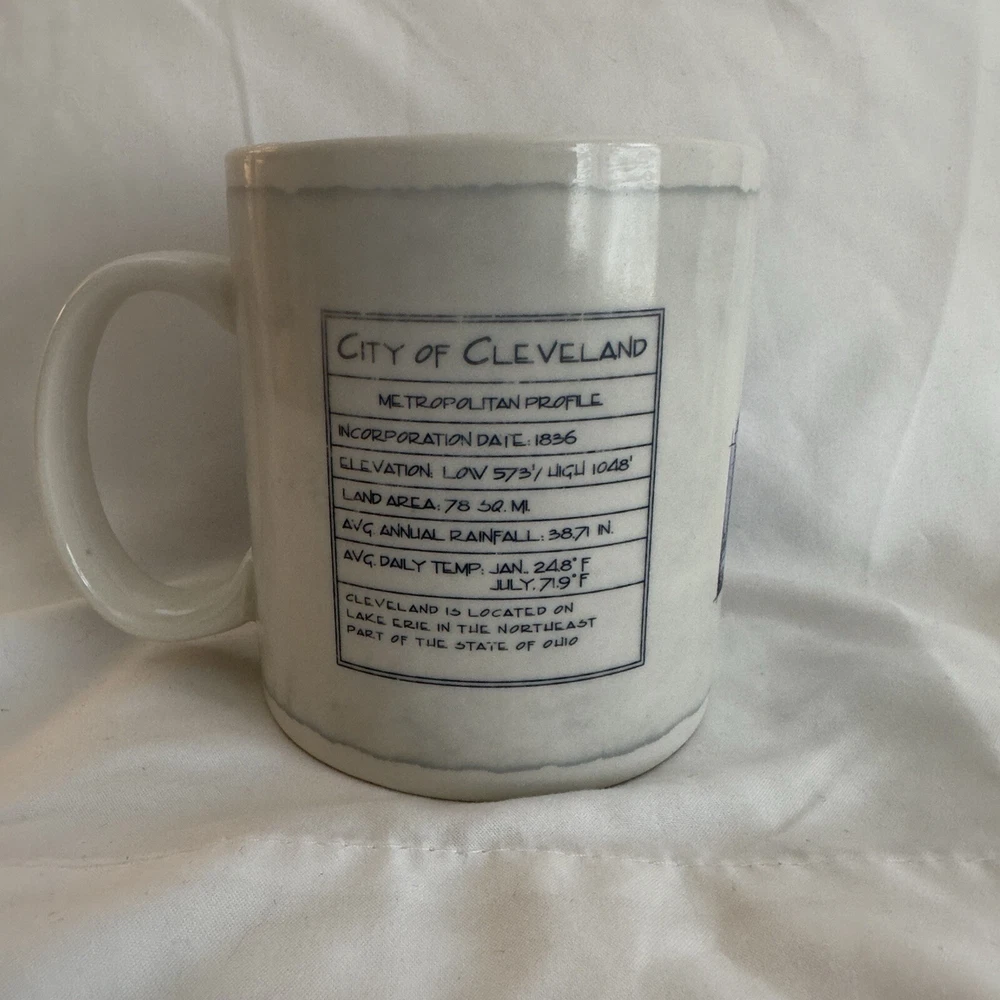 CITY OF CLEVELAND
METROPOLITAN PROFILE
INCORPORATION DATE: 1836
ELEVATION: LOW 573'/ HIGH 1048'
LAND AREA: 78 SQ. MI.
AVG. ANNUAL RAINFALL: 38.71 IN.
AVG. DAILY TEMP: JAN. 24.8° F
JULY. 71.9° F
CLEVELAND IS LOCATED ON
LAKE ERIE IN THE NORTHEAST
PART OF THE STATE OF OHIO